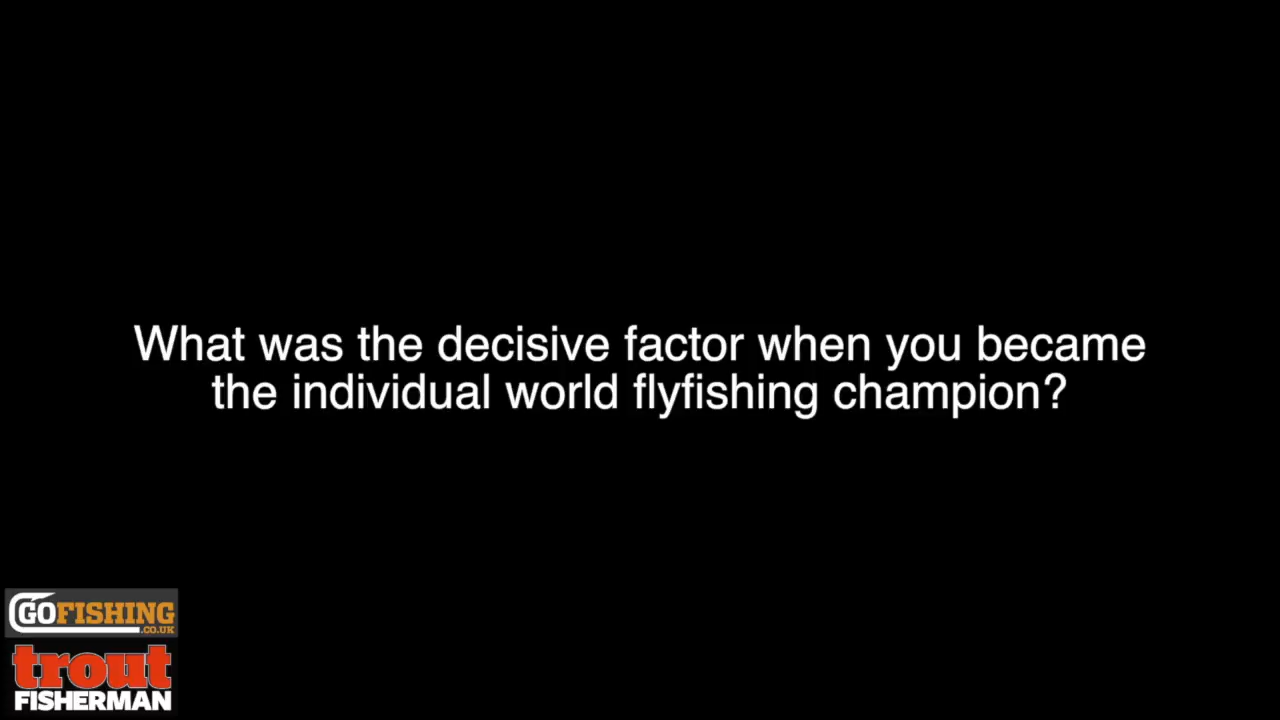 What was the decisive factor when you became
the individual world flyfishing champion?
GOFISHING
.CO.UK
trout
FISHERMAN